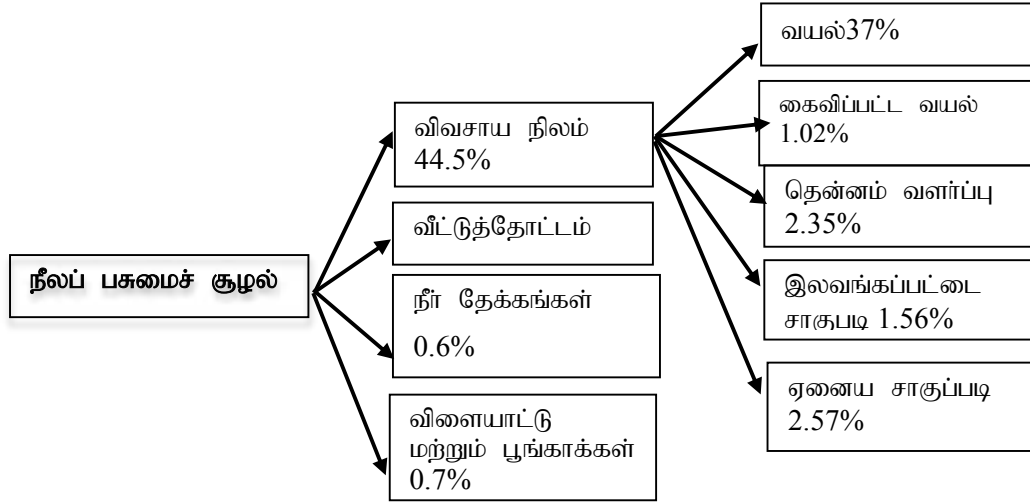 நீலப் பசுமைச் சூழல்
விவசாய நிலம்
44.5%
வீட்டுத்தோட்டம்
நீர் தேக்கங்கள்
0.6%
விளையாட்டு
மற்றும் பூங்காக்கள்
0.7%
வயல்37%
கைவிப்பட்ட வயல்
1.02%
தென்னம் வளர்ப்பு
2.35%
இலவங்கப்பட்டை
சாகுபடி 1.56%
ஏனைய சாகுப்படி
2.57%